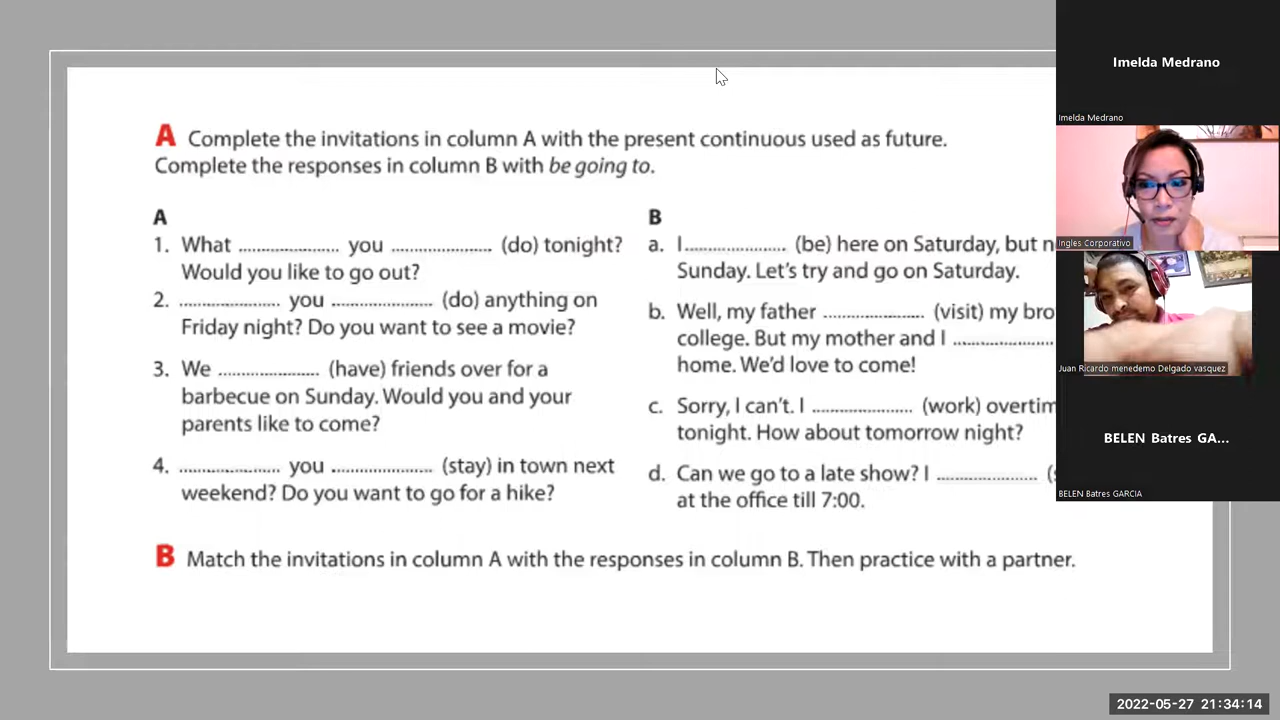 A Complete the invitations in column A with the present continuous used as future.
Complete the responses in column B with be going to.
A
1. What .................... you .................... (do) tonight?
Would you like to go out?
2. .................... you .................... (do) anything on
Friday night? Do you want to see a movie?
3. We .................... (have) friends over for a
barbecue on Sunday. Would you and your
parents like to come?
4. .................... you .................... (stay) in town next
weekend? Do you want to go for a hike?
B
a. I.................... (be) here on Saturday, but
Sunday. Let's try and go on Saturday.
b. Well, my father .................... (visit) my
college. But my mother and I ....................
home. We'd love to come!
c. Sorry, I can't. I .................... (work)
tonight. How about tomorrow night?
d. Can we go to a late show? I ....................
at the office till 7:00.
B Match the invitations in column A with the responses in column B. Then practice with a partner.
Imelda Medrano
Imelda Medrano
Ingles Corporativo
Juan Ricardo menedemo Delgado vasquez
BELEN Batres GA...
BELEN Batres GARCIA
2022-05-27 21:34:14